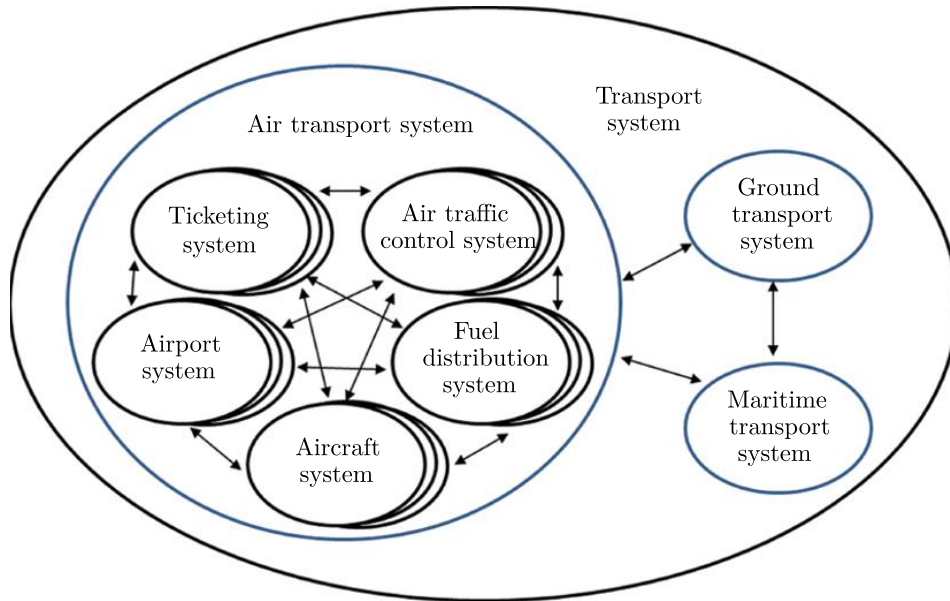 Transport
system
Air transport system
Ticketing
system
Air traffic
control system
Ground
transport
system
Airport
system
Fuel
distribution
system
Aircraft
system
Maritime
transport
system